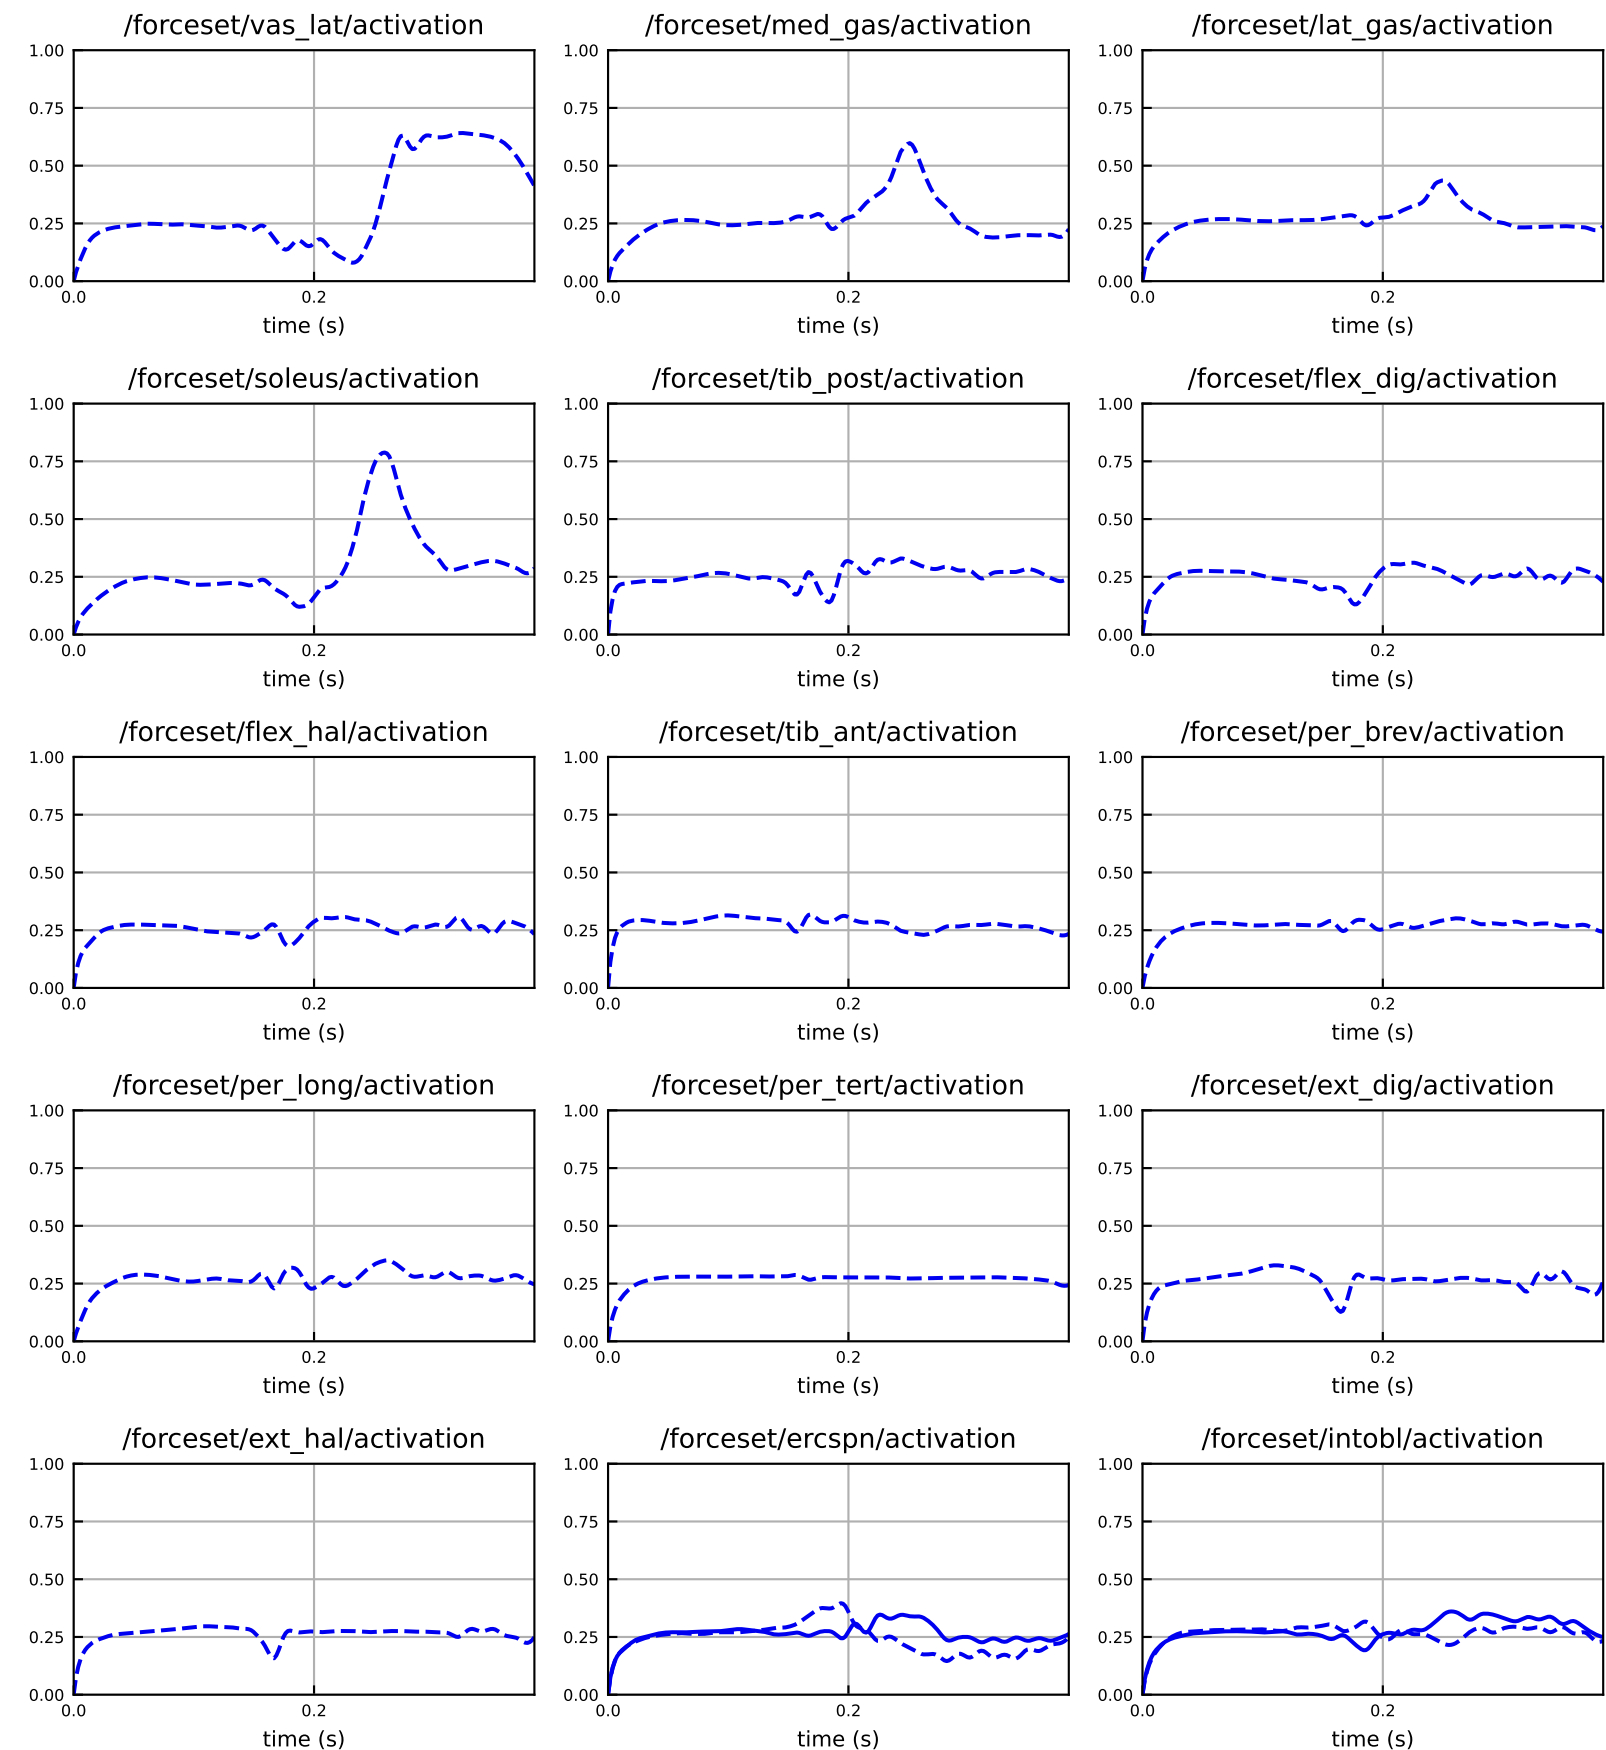 /forceset/vas_lat/activation /forceset/med_gas/activation /forceset/lat_gas/activation
1.00 1.00 1.00
0.75 0.75 0.75
0.50 0.50 0.50
0.25 0.25 0.25
0.00 0.00 0.00
0.0 0.2 0.0 0.2 0.0 0.2
time (s) time (s) time (s)
/forceset/soleus/activation /forceset/tib_post/activation /forceset/flex_dig/activation
1.00 1.00 1.00
0.75 0.75 0.75
0.50 0.50 0.50
0.25 0.25 0.25
0.00 0.00 0.00
0.0 0.2 0.0 0.2 0.0 0.2
time (s) time (s) time (s)
/forceset/flex_hal/activation /forceset/tib_ant/activation /forceset/per_brev/activation
1.00 1.00 1.00
0.75 0.75 0.75
0.50 0.50 0.50
0.25 0.25 0.25
0.00 0.00 0.00
0.0 0.2 0.0 0.2 0.0 0.2
time (s) time (s) time (s)
/forceset/per_long/activation /forceset/per_tert/activation /forceset/ext_dig/activation
1.00 1.00 1.00
0.75 0.75 0.75
0.50 0.50 0.50
0.25 0.25 0.25
0.00 0.00 0.00
0.0 0.2 0.0 0.2 0.0 0.2
time (s) time (s) time (s)
/forceset/ext_hal/activation /forceset/ercspn/activation /forceset/intobl/activation
1.00 1.00 1.00
0.75 0.75 0.75
0.50 0.50 0.50
0.25 0.25 0.25
0.00 0.00 0.00
0.0 0.2 0.0 0.2 0.0 0.2
time (s) time (s) time (s)